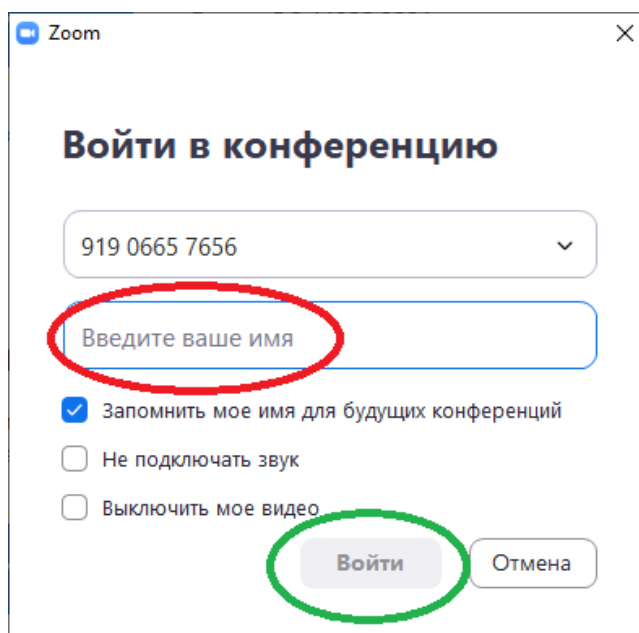 Zoom
Войти в конференцию
919 0665 7656
Введите ваше имя
Запомнить мое имя для будущих конференций
Не подключать звук
Выключить мое видео
Войти
Отмена